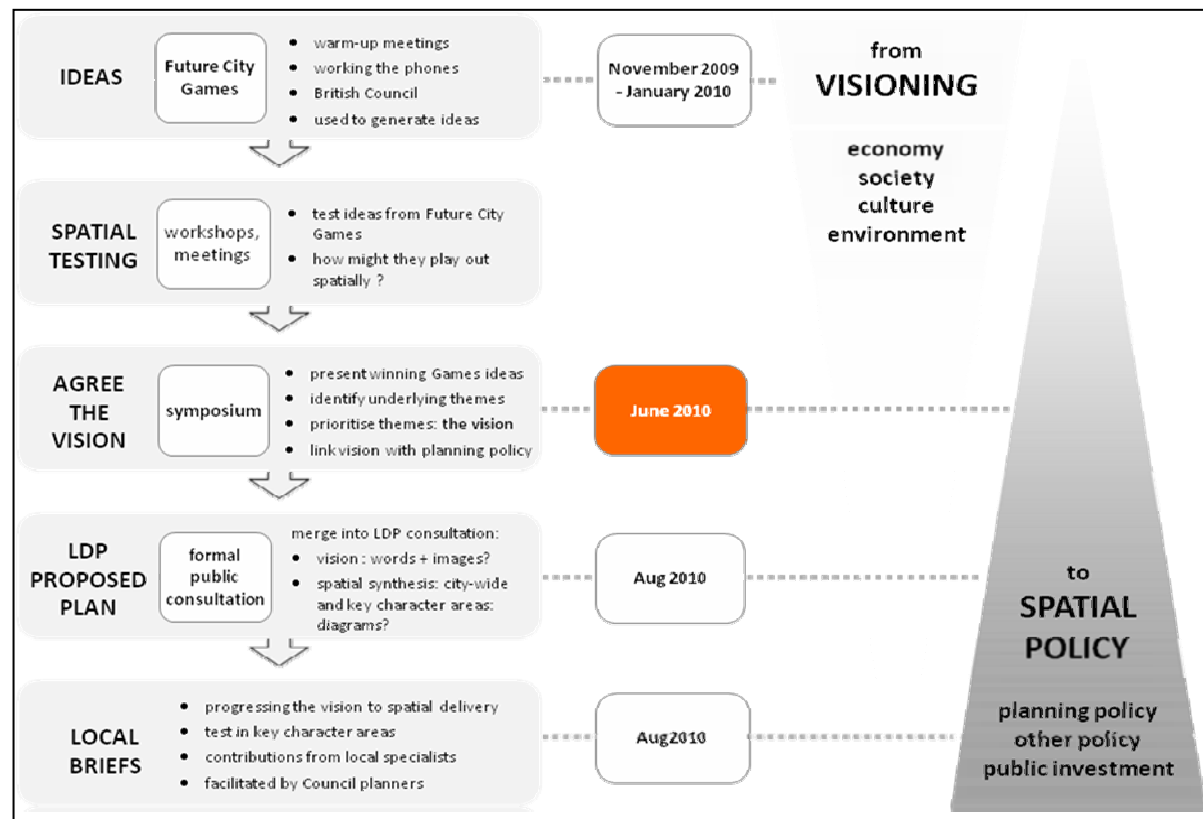 IDEAS
Future City
Games
• warm-up meetings
• working the phones
• British Council
• used to generate ideas
November 2009
- January 2010
from
VISIONING
economy
society
culture
environment
SPATIAL
TESTING
workshops,
meetings
• test ideas from Future City
Games
• how might they play out
spatially ?
AGREE
THE
VISION
symposium
• present winning Games ideas
• identify underlying themes
• prioritise themes: the vision
• link vision with planning policy
June 2010
LDP
PROPOSED
PLAN
formal
public
consultation
merge into LDP consultation:
• vision : words + images?
• spatial synthesis: city-wide
and key character areas:
diagrams?
Aug 2010
to
SPATIAL
POLICY
planning policy
other policy
public investment
LOCAL
BRIEFS
• progressing the vision to spatial delivery
• test in key character areas
• contributions from local specialists
• facilitated by Council planners
Aug2010